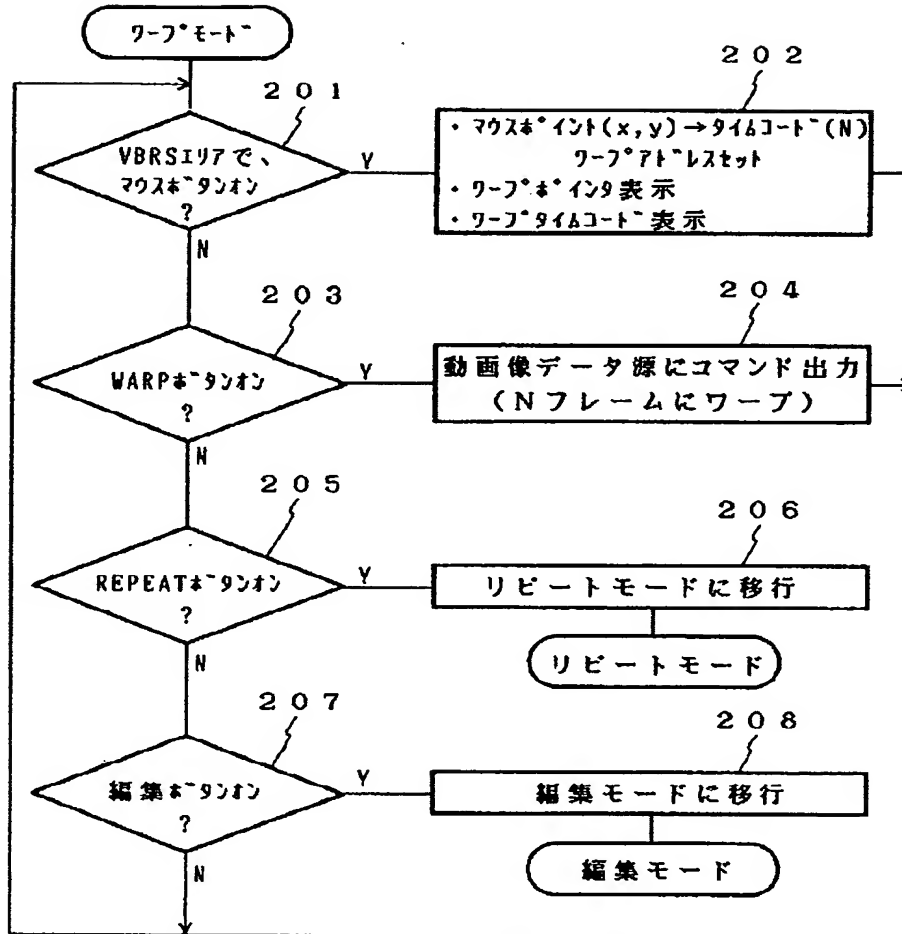 ワープモード
201
VBRSエリアで、
マウスボタンオン
?
Y
N
202
・マウスポイント(x,y)→タイムコード(N)
ワープアドレスセット
・ワープポインタ表示
・ワープタイムコード表示
203
WARPボタンオン
?
Y
N
204
動画像データ源にコマンド出力
(Nフレームにワープ)
205
REPEATボタンオン
?
Y
N
206
リピートモードに移行
リピートモード
207
編集ボタンオン
?
Y
N
208
編集モードに移行
編集モード